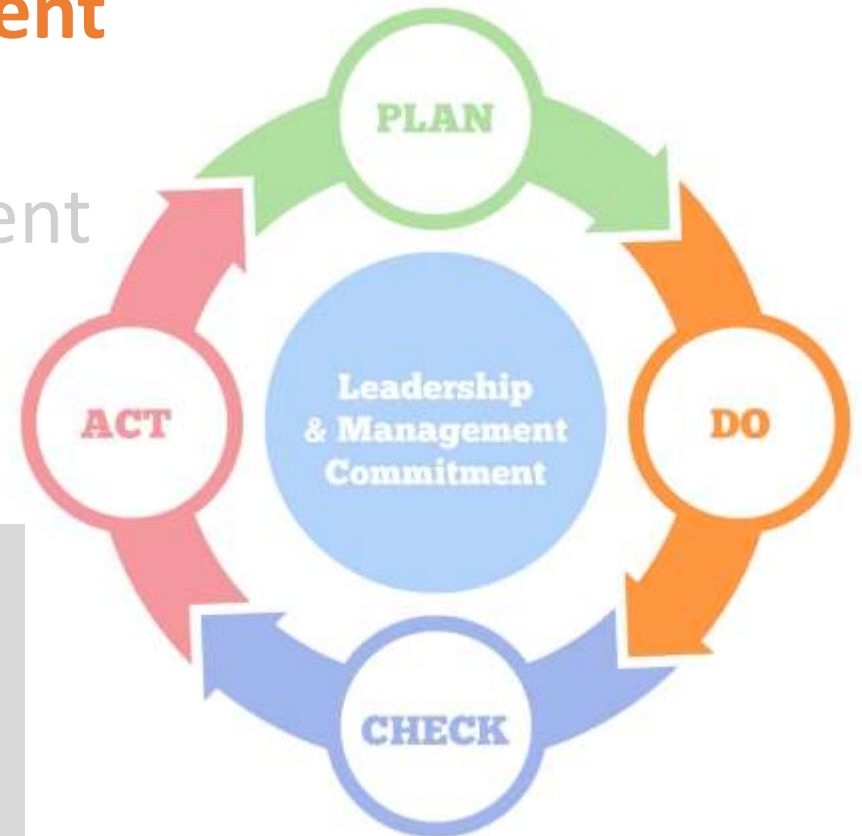 ent
ent
PLAN
ACT
Leadership
& Management
Commitment
DO
CHECK